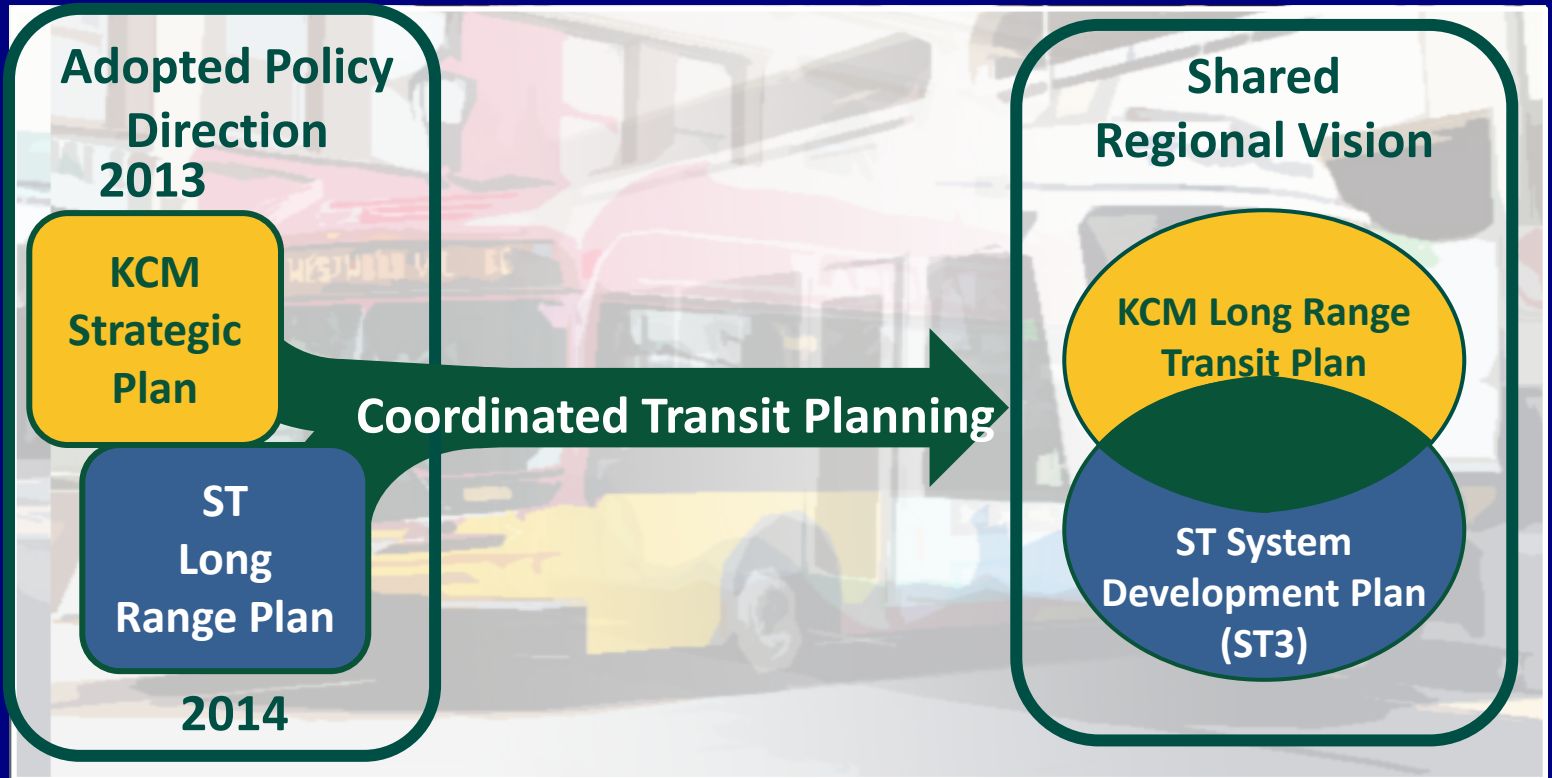 Adopted Policy
Direction
2013
KCM
Strategic
Plan
ST
Long
Range Plan
2014
Coordinated Transit Planning
Shared
Regional Vision
KCM Long Range
Transit Plan
ST System
Development Plan
(ST3)